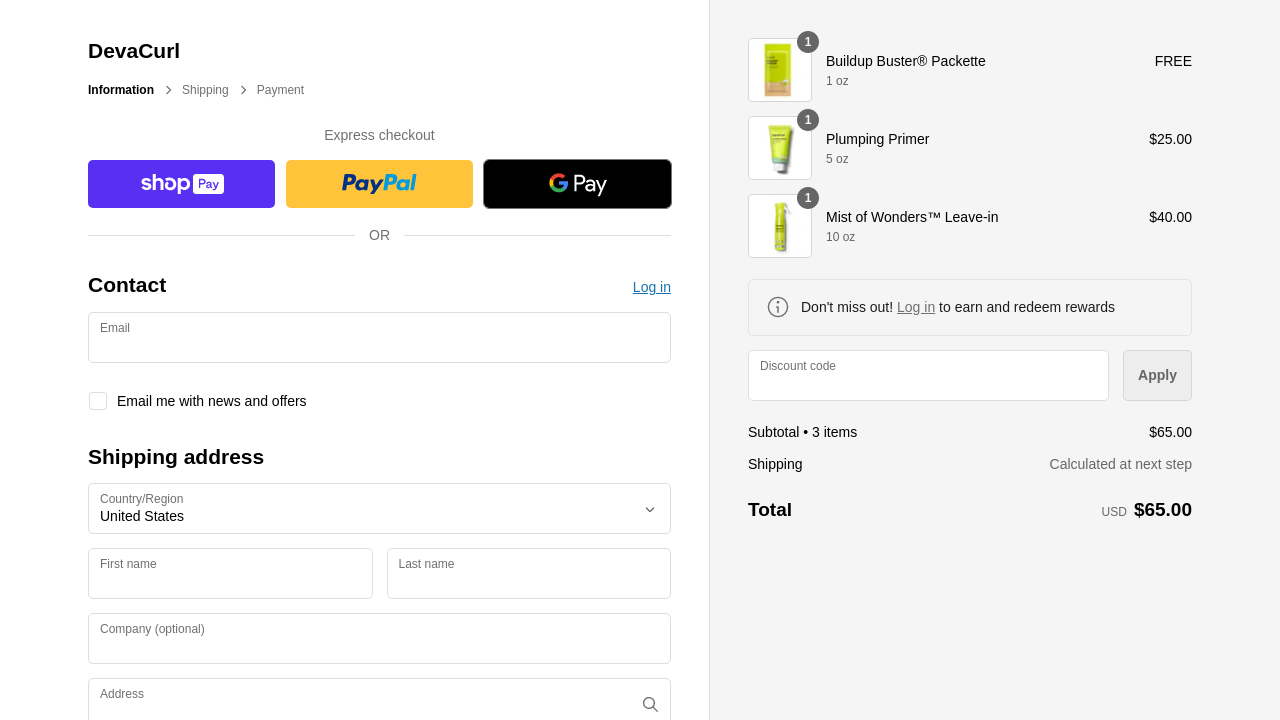 DevaCurl
Information
Shipping
Payment
Express checkout
shop Pay
PayPal
G Pay
OR
Contact
Log in
Email
Email me with news and offers
Shipping address
Country/Region
United States
First name
Last name
Company (optional)
Address
1
Buildup Buster® Packette
FREE
1 oz
1
Plumping Primer
$25.00
5 oz
1
Mist of Wonders™ Leave-in
$40.00
10 oz
Don't miss out! Log in to earn and redeem rewards
Discount code
Apply
Subtotal • 3 items
$65.00
Shipping
Calculated at next step
Total
USD $65.00